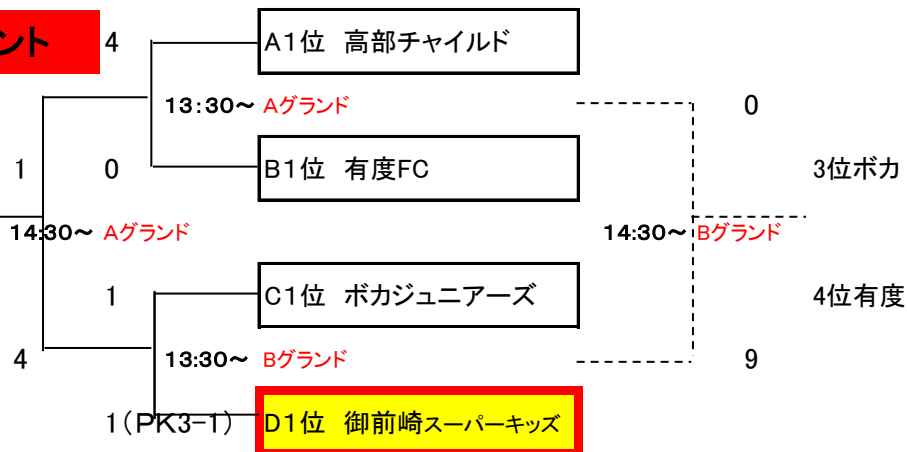 ント
4
A1位 高部チャイルド
13:30~ Aグランド
0
1
0
B1位 有度FC
3位ボカ
14:30~ Aグランド
14:30~ Bグランド
1
C1位 ボカジュニアーズ
4位有度
4
13:30~ Bグランド
9
1(PK3-1)
D1位 御前崎スーパーキッズ